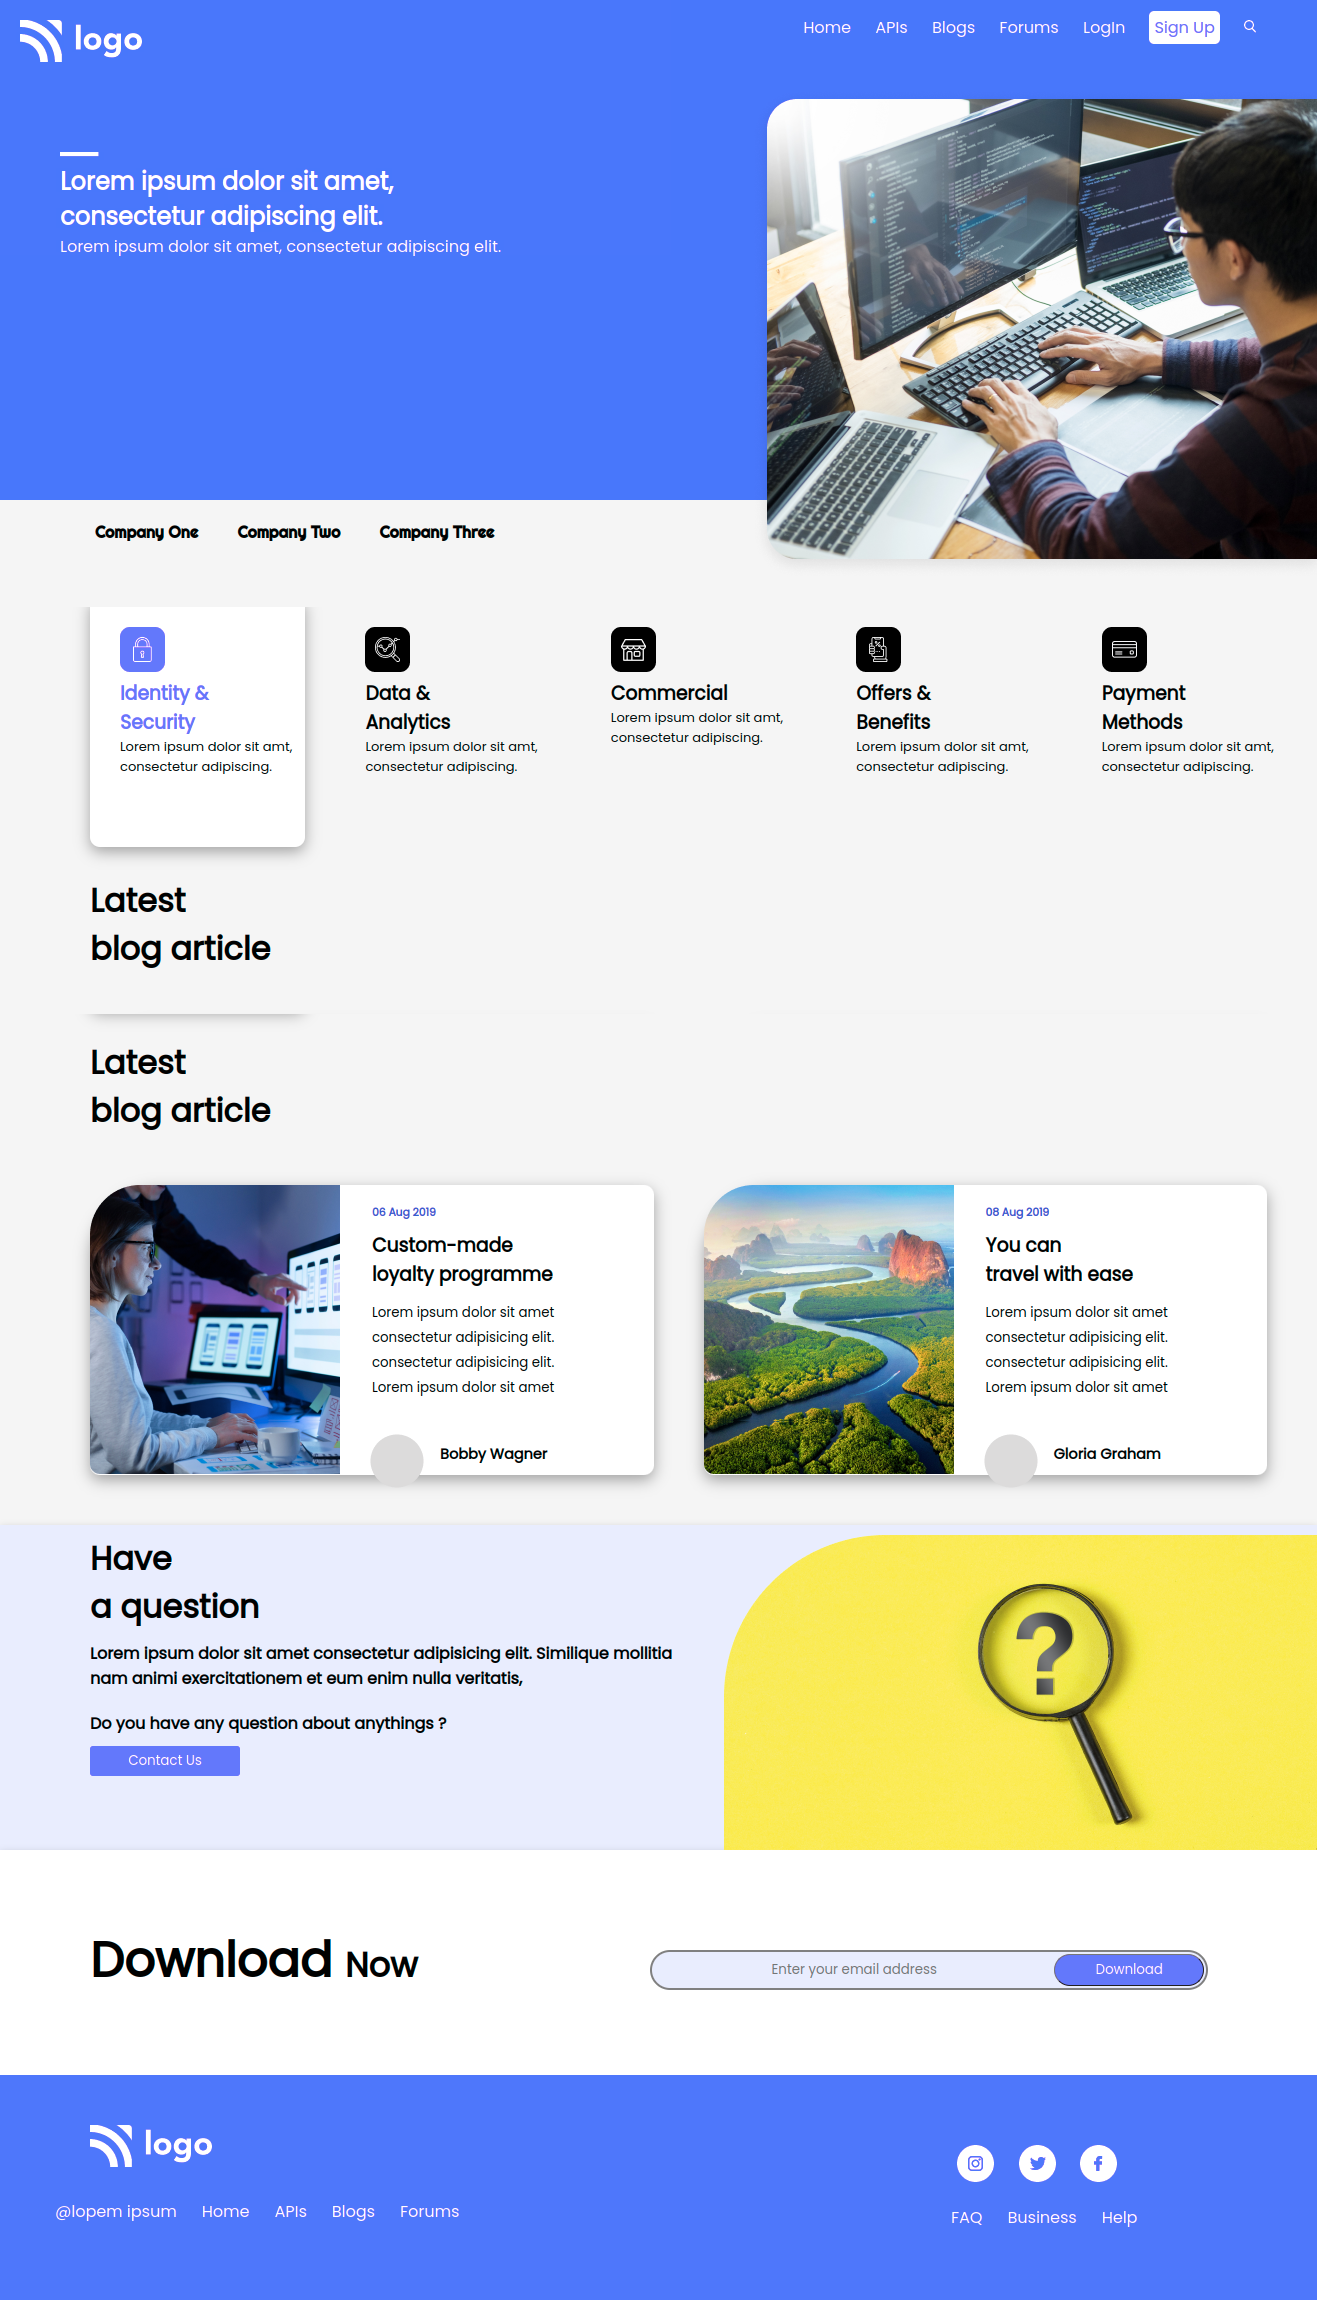 logo
Home APIs Blogs Forums LogIn Sign Up
Lorem ipsum dolor sit amet,
consectetur adipiscing elit.
Lorem ipsum dolor sit amet, consectetur adipiscing elit.
Company One Company Two Company Three
Identity &
Security
Lorem ipsum dolor sit amt,
consectetur adipiscing.
Data &
Analytics
Lorem ipsum dolor sit amt,
consectetur adipiscing.
Commercial
Lorem ipsum dolor sit amt,
consectetur adipiscing.
Offers &
Benefits
Lorem ipsum dolor sit amt,
consectetur adipiscing.
Payment
Methods
Lorem ipsum dolor sit amt,
consectetur adipiscing.
Latest
blog article
Latest
blog article
06 Aug 2019
Custom-made
loyalty programme
Lorem ipsum dolor sit amet
consectetur adipisicing elit.
consectetur adipisicing elit.
Lorem ipsum dolor sit amet
Bobby Wagner
08 Aug 2019
You can
travel with ease
Lorem ipsum dolor sit amet
consectetur adipisicing elit.
consectetur adipisicing elit.
Lorem ipsum dolor sit amet
Gloria Graham
Have
a question
Lorem ipsum dolor sit amet consectetur adipisicing elit. Similique mollitia
nam animi exercitationem et eum enim nulla veritatis,
Do you have any question about anythings ?
Contact Us
?
Download Now
Enter your email address
Download
logo
@lopem ipsum Home APIs Blogs Forums
FAQ Business Help